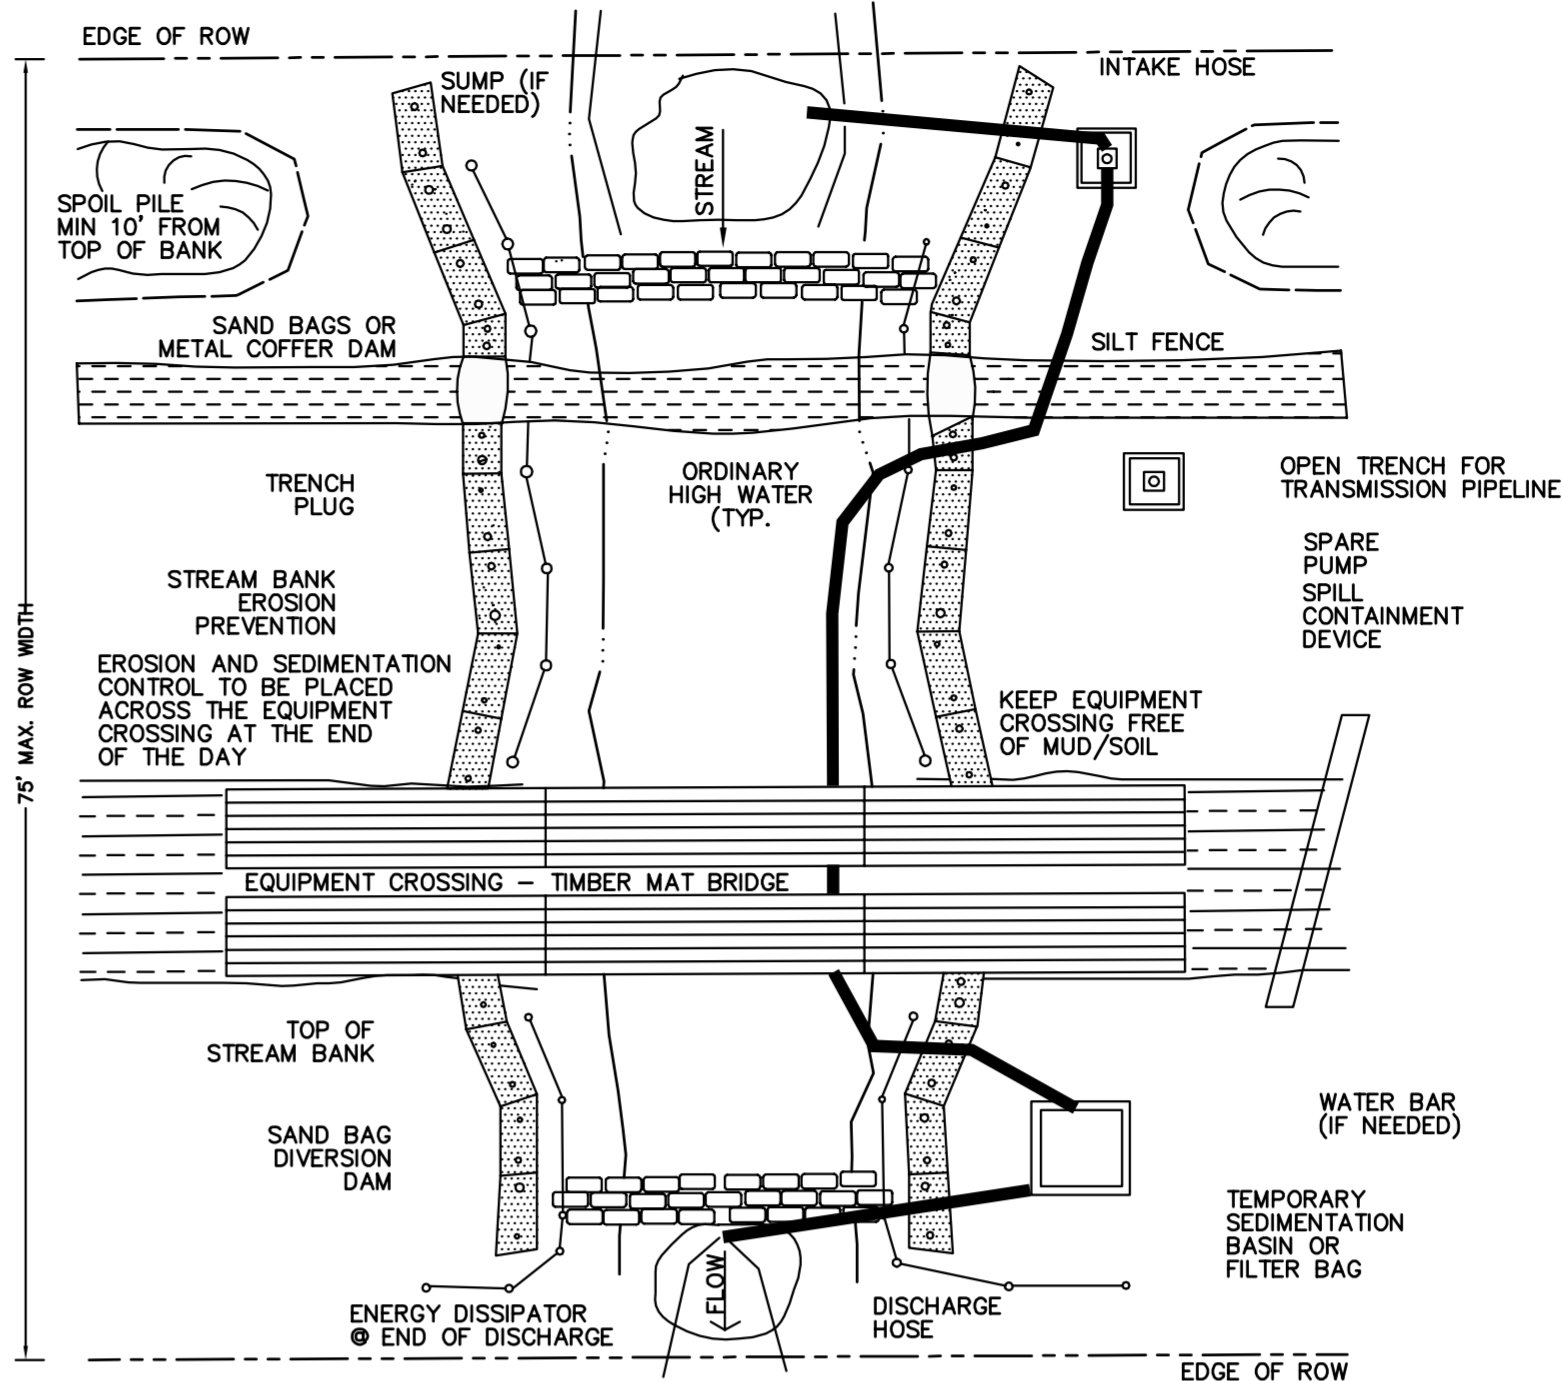 EDGE OF ROW
INTAKE HOSE
SUMP (IF
NEEDED)
STREAM
SPOIL PILE
MIN 10' FROM
TOP OF BANK
SAND BAGS OR
METAL COFFER DAM
SILT FENCE
TRENCH
PLUG
ORDINARY
HIGH WATER
(TYP.
OPEN TRENCH FOR
TRANSMISSION PIPELINE
SPARE
PUMP
SPILL
CONTAINMENT
DEVICE
STREAM BANK
EROSION
PREVENTION
75' MAX. ROW WIDTH
EROSION AND SEDIMENTATION
CONTROL TO BE PLACED
ACROSS THE EQUIPMENT
CROSSING AT THE END
OF THE DAY
KEEP EQUIPMENT
CROSSING FREE
OF MUD/SOIL
EQUIPMENT CROSSING – TIMBER MAT BRIDGE
TOP OF
STREAM BANK
WATER BAR
(IF NEEDED)
SAND BAG
DIVERSION
DAM
TEMPORARY
SEDIMENTATION
BASIN OR
FILTER BAG
FLOW
ENERGY DISSIPATOR
@ END OF DISCHARGE
DISCHARGE
HOSE
EDGE OF ROW